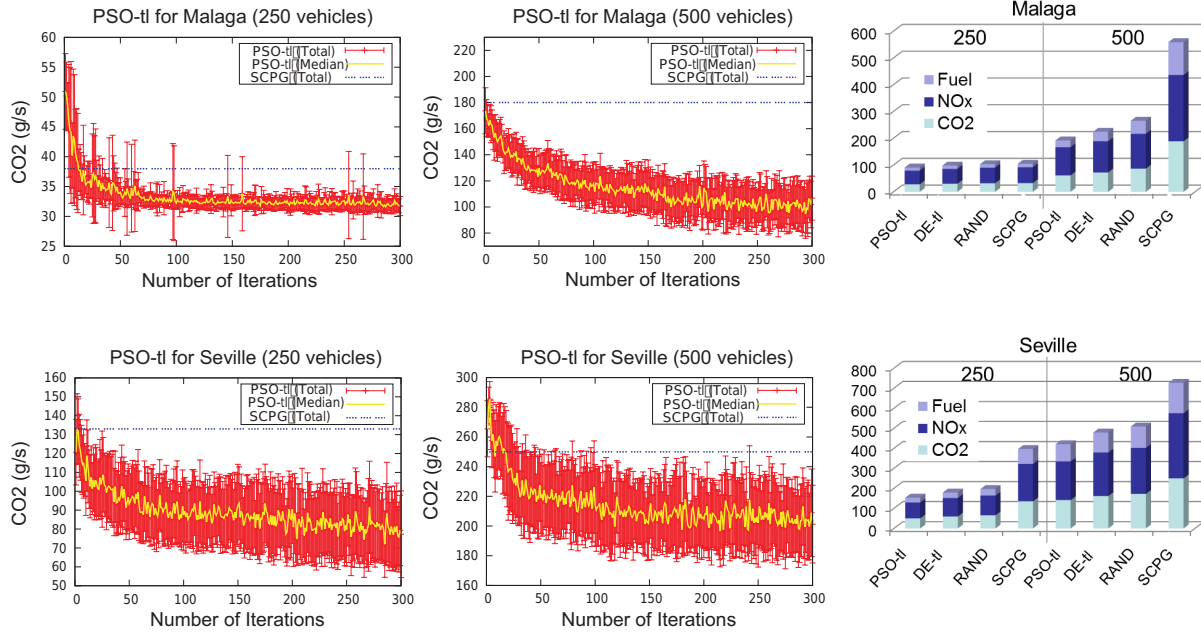 PSO-tl for Malaga (250 vehicles)
CO2 (g/s)
60
55
50
45
40
35
30
25
PSO-tl (Total)
PSO-tl (Median)
SCPG (Total)
0 50 100 150 200 250 300
Number of Iterations
PSO-tl for Malaga (500 vehicles)
CO2 (g/s)
220
200
180
160
140
120
100
80
PSO-tl (Total)
PSO-tl (Median)
SCPG (Total)
0 50 100 150 200 250 300
Number of Iterations
Malaga
250 500
600
500
400
300
200
100
0
Fuel
NOx
CO2
PSO-tl DE-tl RAND SCPG PSO-tl DE-tl RAND SCPG
PSO-tl for Seville (250 vehicles)
CO2 (g/s)
160
150
140
130
120
110
100
90
80
70
60
50
PSO-tl (Total)
PSO-tl (Median)
SCPG (Total)
0 50 100 150 200 250 300
Number of Iterations
PSO-tl for Seville (500 vehicles)
CO2 (g/s)
300
280
260
240
220
200
180
160
PSO-tl (Total)
PSO-tl (Median)
SCPG (Total)
0 50 100 150 200 250 300
Number of Iterations
Seville
250 500
800
700
600
500
400
300
200
100
0
Fuel
NOx
CO2
PSO-tl DE-tl RAND SCPG PSO-tl DE-tl RAND SCPG